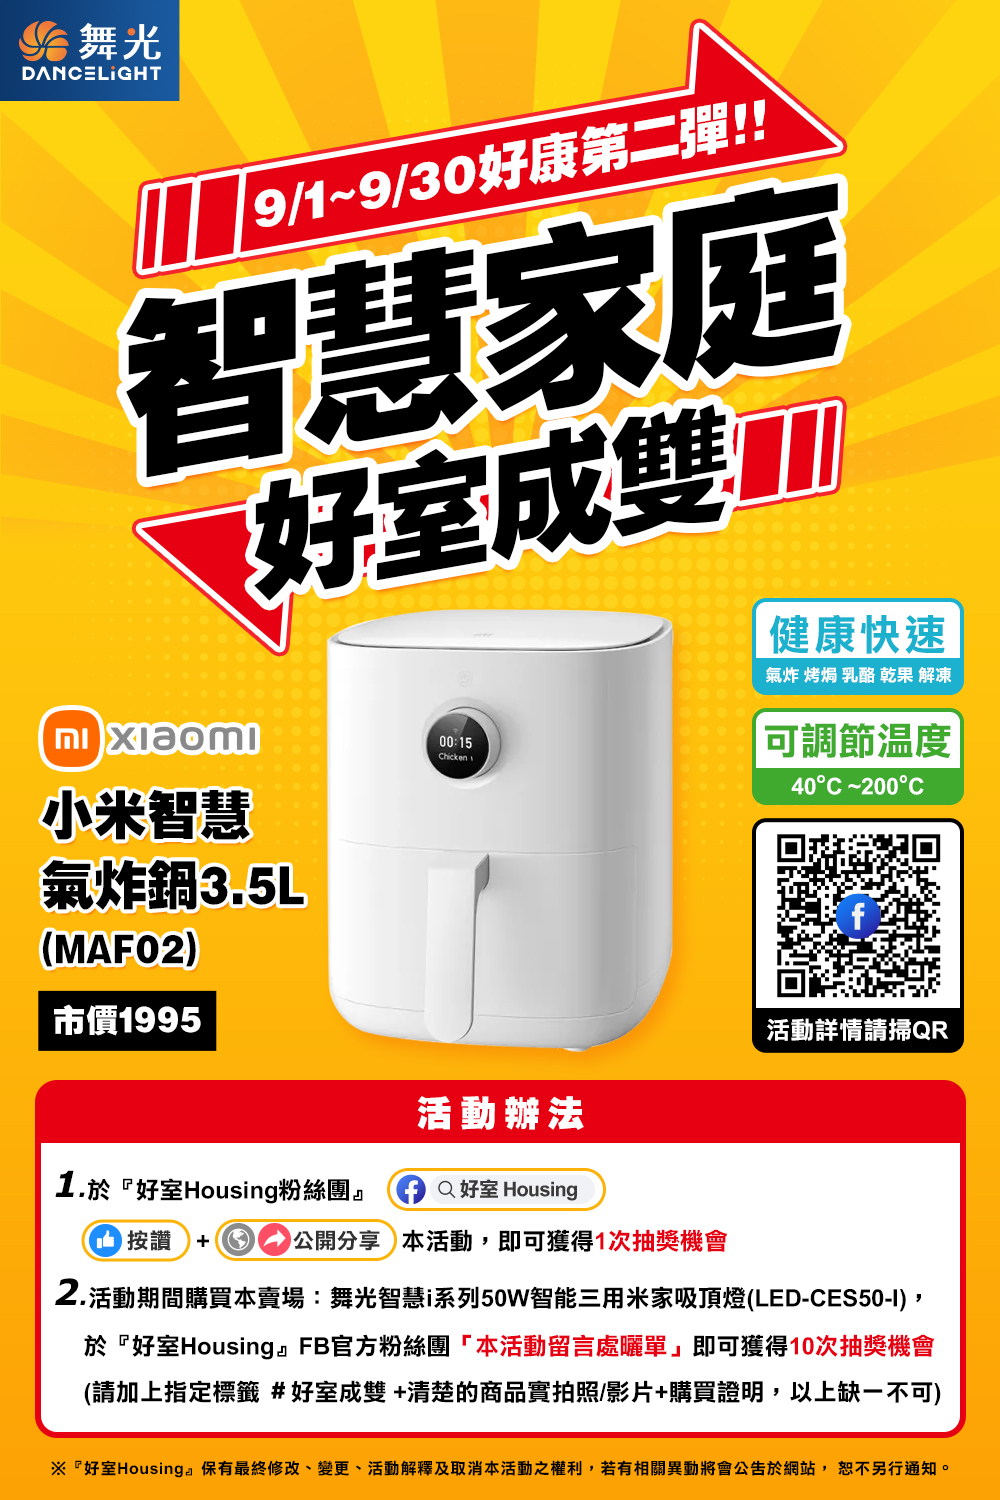 舞光
DANCELiGHT
9/1~9/30好康第二彈!!
智慧家庭
好室成雙
健康快速
氣炸 烤焗 乳酪 乾果 解凍
可調節溫度
40°C ~200°C
00:15
Chicken
mi xiaomi
小米智慧
氣炸鍋3.5L
(MAF02)
市價1995
f
活動詳情請掃QR
活動辦法
1.於『好室Housing粉絲團』 f 好室 Housing
按讚 + 公開分享 本活動，即可獲得1次抽獎機會
2.活動期間購買本賣場：舞光智慧i系列50W智能三用米家吸頂燈(LED-CES50-I)，
於『好室Housing』FB官方粉絲團「本活動留言處曬單」即可獲得10次抽獎機會
(請加上指定標籤 #好室成雙 +清楚的商品實拍照/影片+購買證明，以上缺一不可)
※『好室Housing』保有最終修改、變更、活動解釋及取消本活動之權利，若有相關異動將會公告於網站， 恕不另行通知。